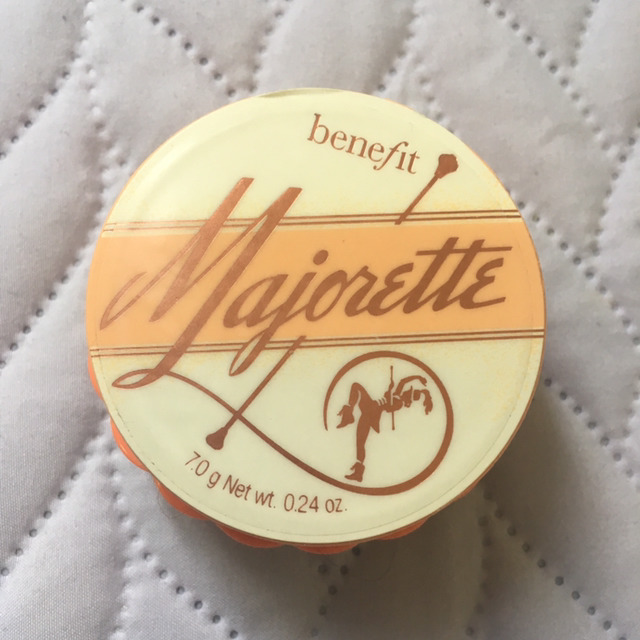 benefit
Majorette
7.0 g Net wt. 0.24 oz.